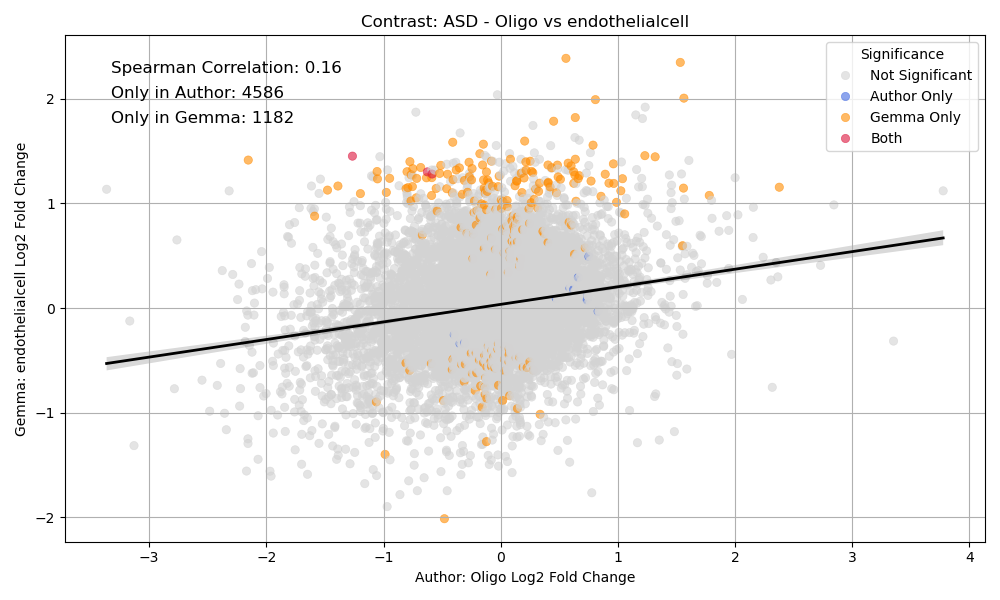 Contrast: ASD - Oligo vs endothelialcell
Spearman Correlation: 0.16
Only in Author: 4586
Only in Gemma: 1182
Significance
Not Significant
Author Only
Gemma Only
Both
Gemma: endothelialcell Log2 Fold Change
2
1
0
−1
−2
−3
−2
−1
0
1
2
3
4
Author: Oligo Log2 Fold Change